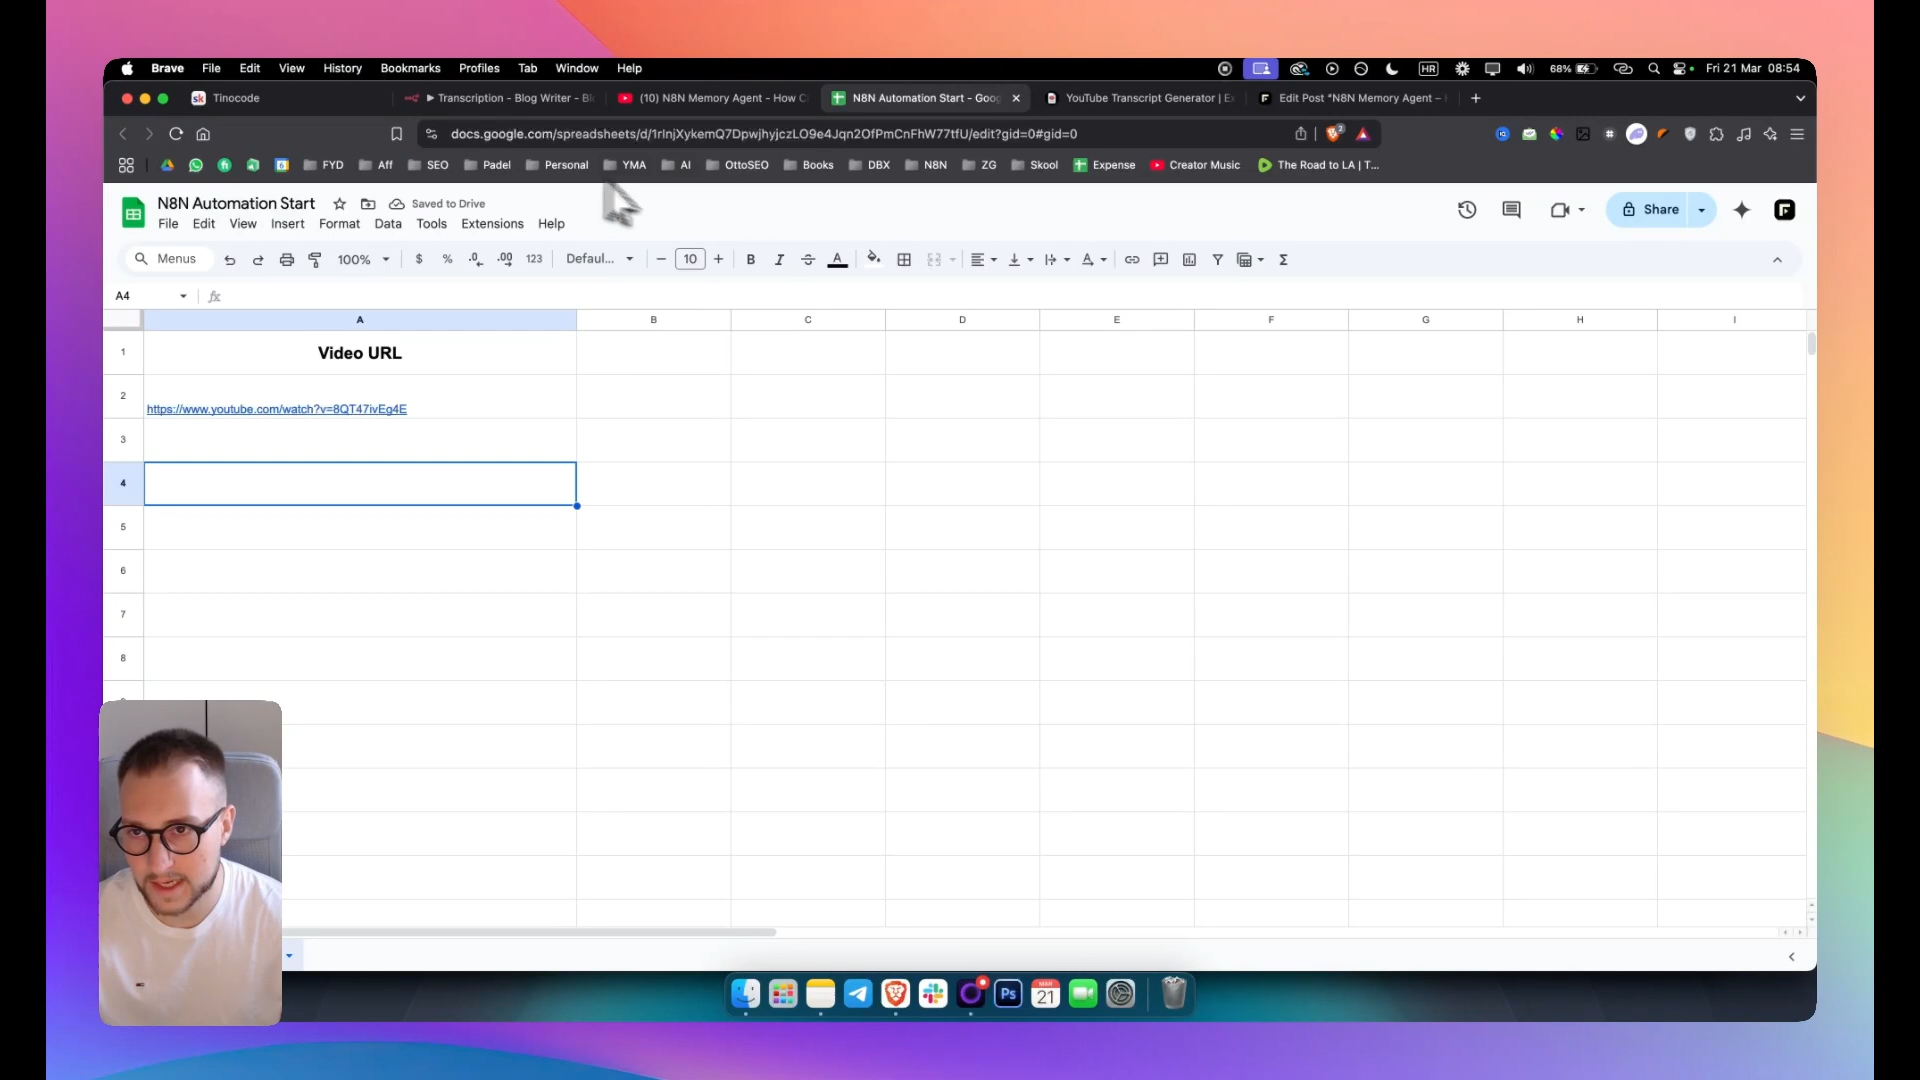 Brave File Edit View History Bookmarks Profiles Tab Window Help HR 68% Fri 21 Mar 08:54
sk Tinocode Transcription - Blog Writer - Bl (10) N8N Memory Agent - How C N8N Automation Start - Goog YouTube Transcript Generator | E Edit Post “N8N Memory Agent –
docs.google.com/spreadsheets/d/1rlnjXykemQ7DpwjhyjczLO9e4Jqn2OfPmCnFhW77tfU/edit?gid=0#gid=0 2
FYD Aff SEO Padel Personal YMA AI OttoSEO Books DBX N8N ZG Skool Expense Creator Music The Road to LA | T...
N8N Automation Start Saved to Drive
File Edit View Insert Format Data Tools Extensions Help
Share
Menus 100% $ % .0 .00 123 Defaul... 10 B I A
A4 fx
A B C D E F G H I
1 Video URL
2 https://www.youtube.com/watch?v=8QT47ivEg4E
3
4
5
6
7
8
Ps MAR 21